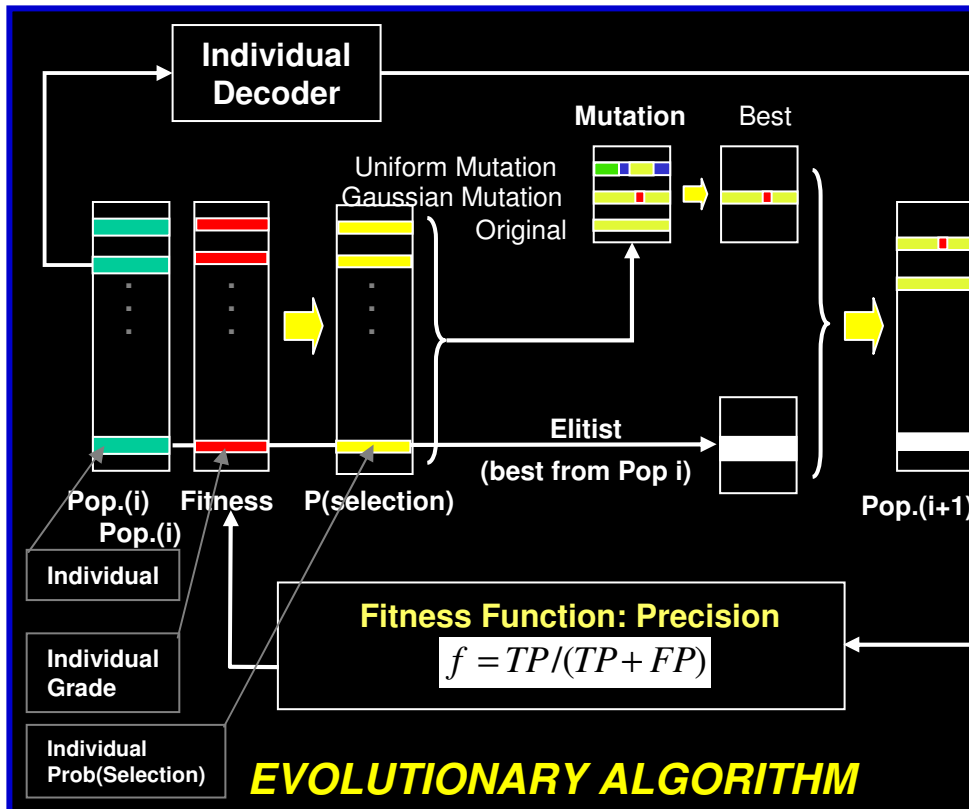 Individual
Decoder
Mutation
Best
Uniform Mutation
Gaussian Mutation
Original
Elitist
(best from Pop i)
Pop.(i)
Fitness
P(selection)
Pop.(i+1)
Pop.(i)
Individual
Fitness Function: Precision
f = TP/(TP + FP)
Individual
Grade
Individual
Prob(Selection)
EVOLUTIONARY ALGORITHM